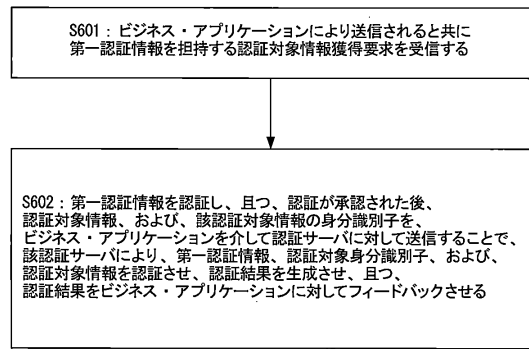 S601：ビジネス・アプリケーションにより送信されると共に
第一認証情報を担持する認証対象情報獲得要求を受信する
S602：第一認証情報を認証し、且つ、認証が承認された後、
認証対象情報、および、該認証対象情報の身分識別子を、
ビジネス・アプリケーションを介して認証サーバに対して送信することで、
該認証サーバにより、第一認証情報、認証対象身分識別子、および、
認証対象情報を認証させ、認証結果を生成させ、且つ、
認証結果をビジネス・アプリケーションに対してフィードバックさせる